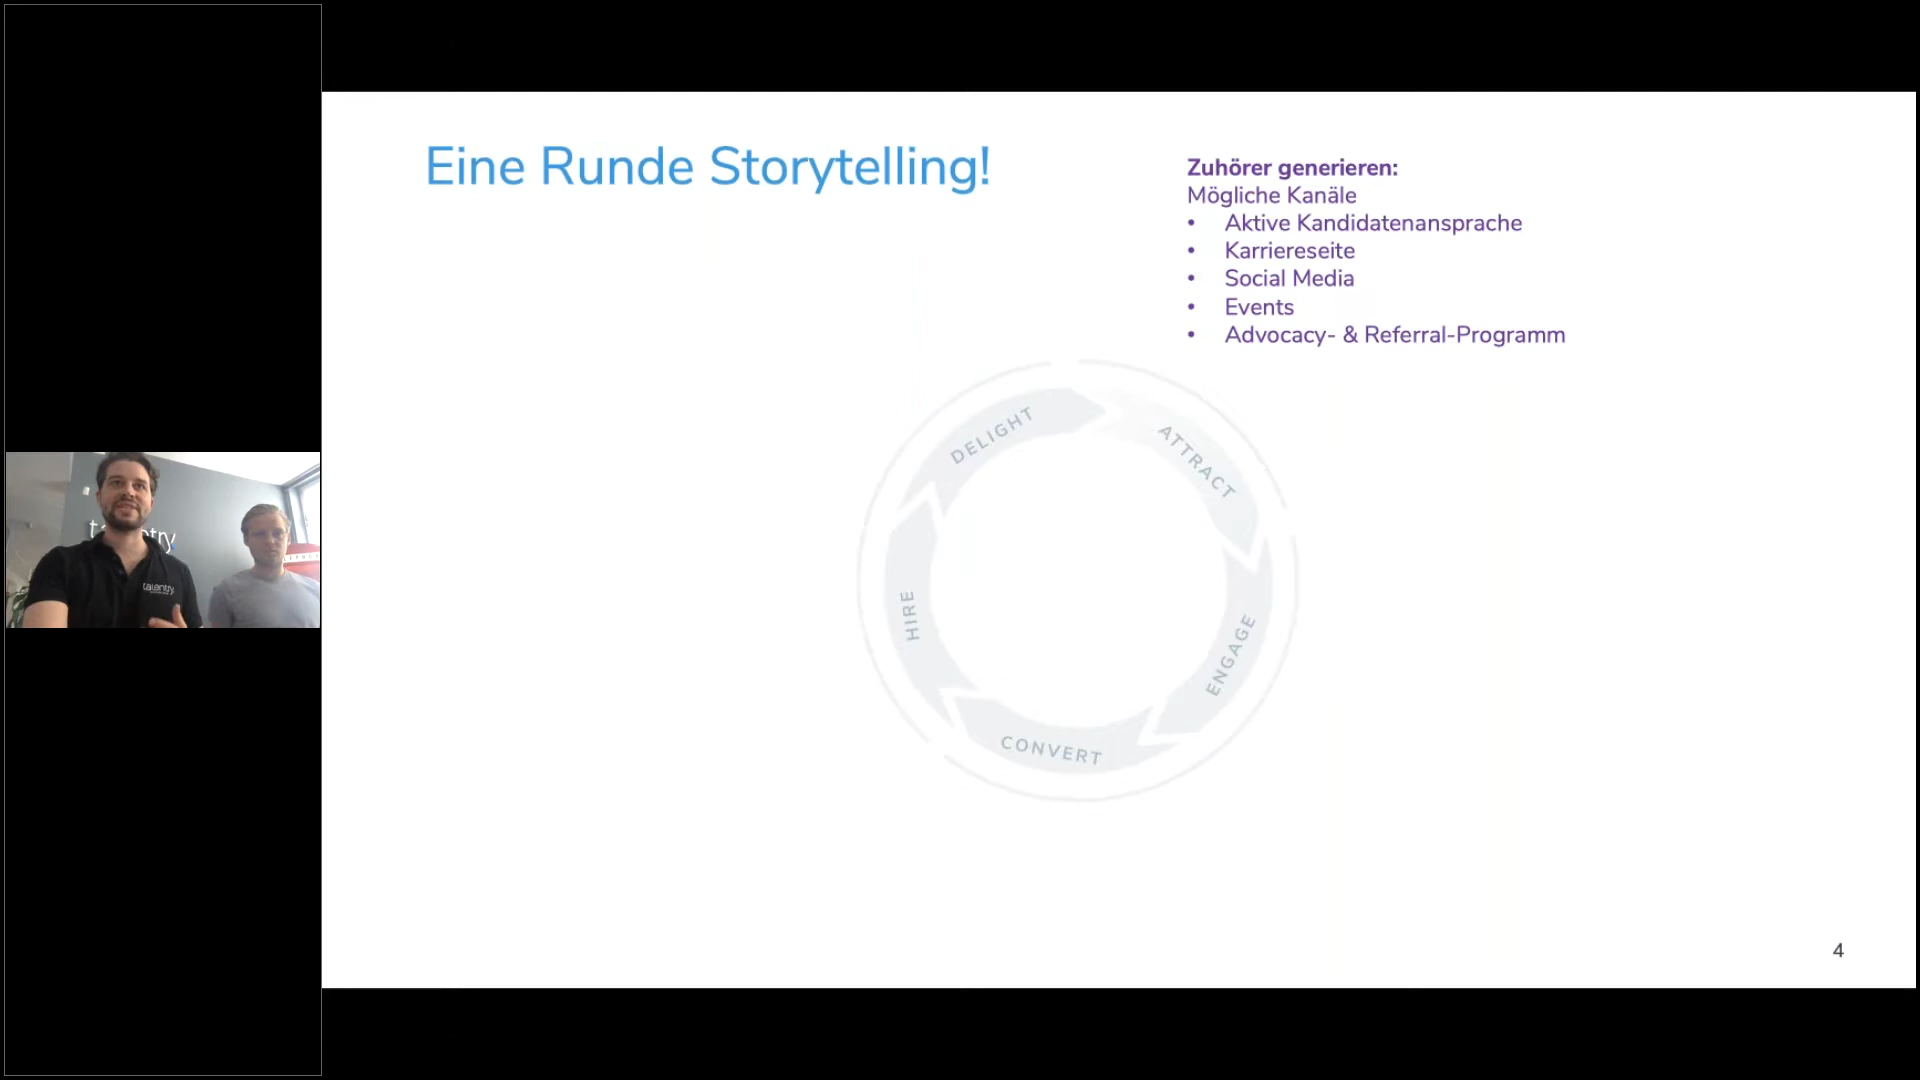 Eine Runde Storytelling!
Zuhörer generieren:
Mögliche Kanäle
• Aktive Kandidatenansprache
• Karriereseite
• Social Media
• Events
• Advocacy- & Referral-Programm
DELIGHT
ATTRACT
HIRE
ENGAGE
CONVERT
talentry
4